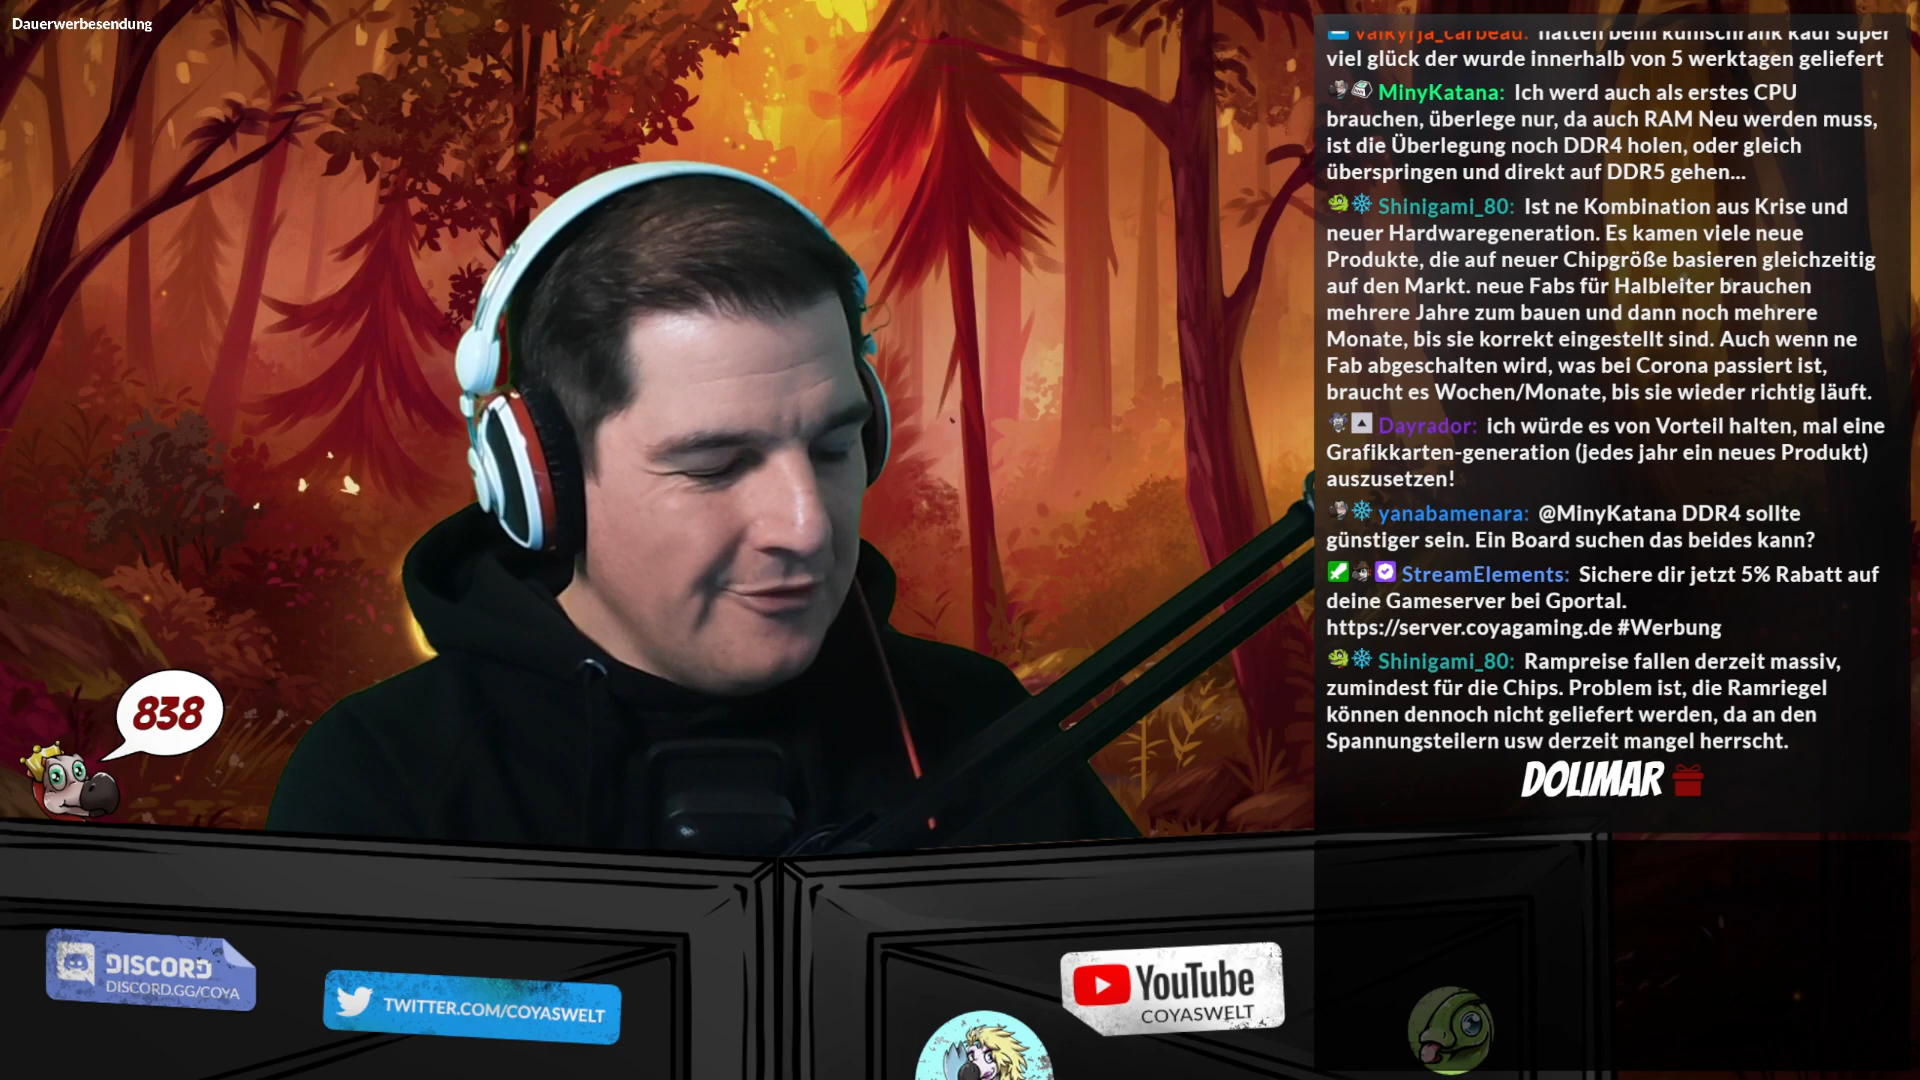 Dauerwerbesendung
valkyrja_carbeau: hatten beim kühlschrank kauf super
viel glück der wurde innerhalb von 5 werktagen geliefert
MinyKatana: Ich werd auch als erstes CPU
brauchen, überlege nur, da auch RAM Neu werden muss,
ist die Überlegung noch DDR4 holen, oder gleich
überspringen und direkt auf DDR5 gehen...
Shinigami_80: Ist ne Kombination aus Krise und
neuer Hardwaregeneration. Es kamen viele neue
Produkte, die auf neuer Chipgröße basieren gleichzeitig
auf den Markt. neue Fabs für Halbleiter brauchen
mehrere Jahre zum bauen und dann noch mehrere
Monate, bis sie korrekt eingestellt sind. Auch wenn ne
Fab abgeschalten wird, was bei Corona passiert ist,
braucht es Wochen/Monate, bis sie wieder richtig läuft.
Dayrador: ich würde es von Vorteil halten, mal eine
Grafikkarten-generation (jedes jahr ein neues Produkt)
auszusetzen!
yanabamenara: @MinyKatana DDR4 sollte
günstiger sein. Ein Board suchen das beides kann?
StreamElements: Sichere dir jetzt 5% Rabatt auf
deine Gameserver bei Gportal.
https://server.coyagaming.de #Werbung
Shinigami_80: Rampreise fallen derzeit massiv,
zumindest für die Chips. Problem ist, die Ramriegel
können dennoch nicht geliefert werden, da an den
Spannungsteilern usw derzeit mangel herrscht.
DOLIMAR
838
DISCORD
DISCORD.GG/COYA
TWITTER.COM/COYASWELT
YouTube
COYASWELT